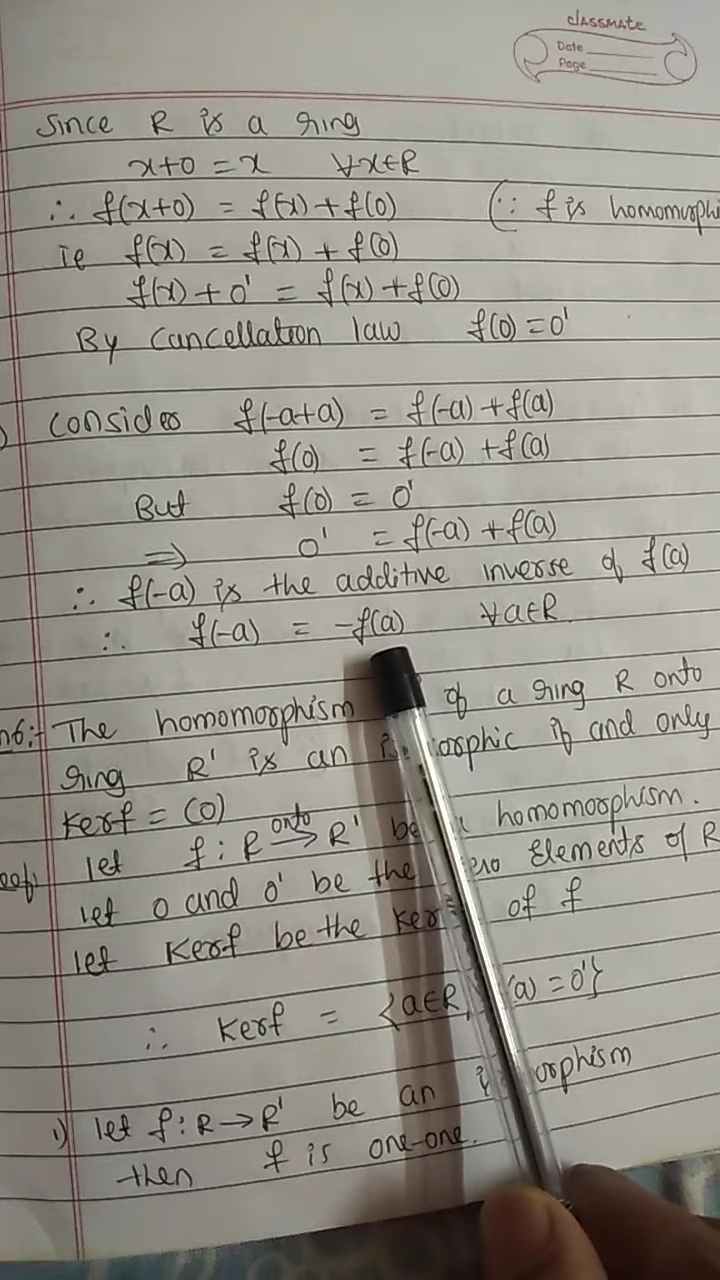 classmate
Date
Page
Since R is a ring
x+0 = x ∀x∈R
∴ f(x+0) = f(x)+f(0) (∵ f is homomorphi
ie f(x) = f(x) + f(0)
f(x) + 0' = f(x)+f(0)
By Cancellation law f(0) = 0'
) Consider f(-a+a) = f(-a)+f(a)
f(0) = f(-a) + f(a)
But f(0) = 0'
⇒ 0' = f(-a) + f(a)
∴ f(-a) is the additive inverse of f(a)
∴ f(-a) = -f(a) ∀a∈R
m6:- The homomorphism of a ring R onto
ring R' is an orphic if and only
Kerf = (0)
oof:- let f : R onto→ R' be homomorphism.
let 0 and 0' be the ero Elements of R
let Kerf be the Ker of f
∴ Kerf = {a∈R, (a) = 0'}
1) let f : R → R' be an orphism
then f is one-one.